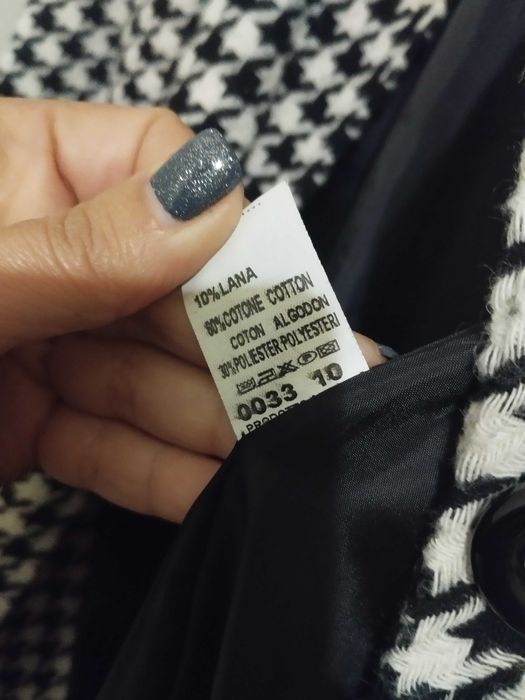 10%LANA
60%COTONE COTTON
COTON ALGODON
30%POLIESTER,POLYESTERI
0033 10